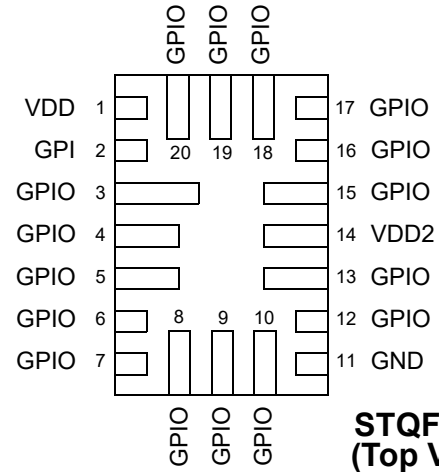 GPIO GPIO GPIO
VDD 1
GPI 2
GPIO 3
GPIO 4
GPIO 5
GPIO 6
GPIO 7
20 19 18
17 GPIO
16 GPIO
15 GPIO
14 VDD2
13 GPIO
12 GPIO
11 GND
8 9 10
GPIO GPIO GPIO
STQF
(Top V